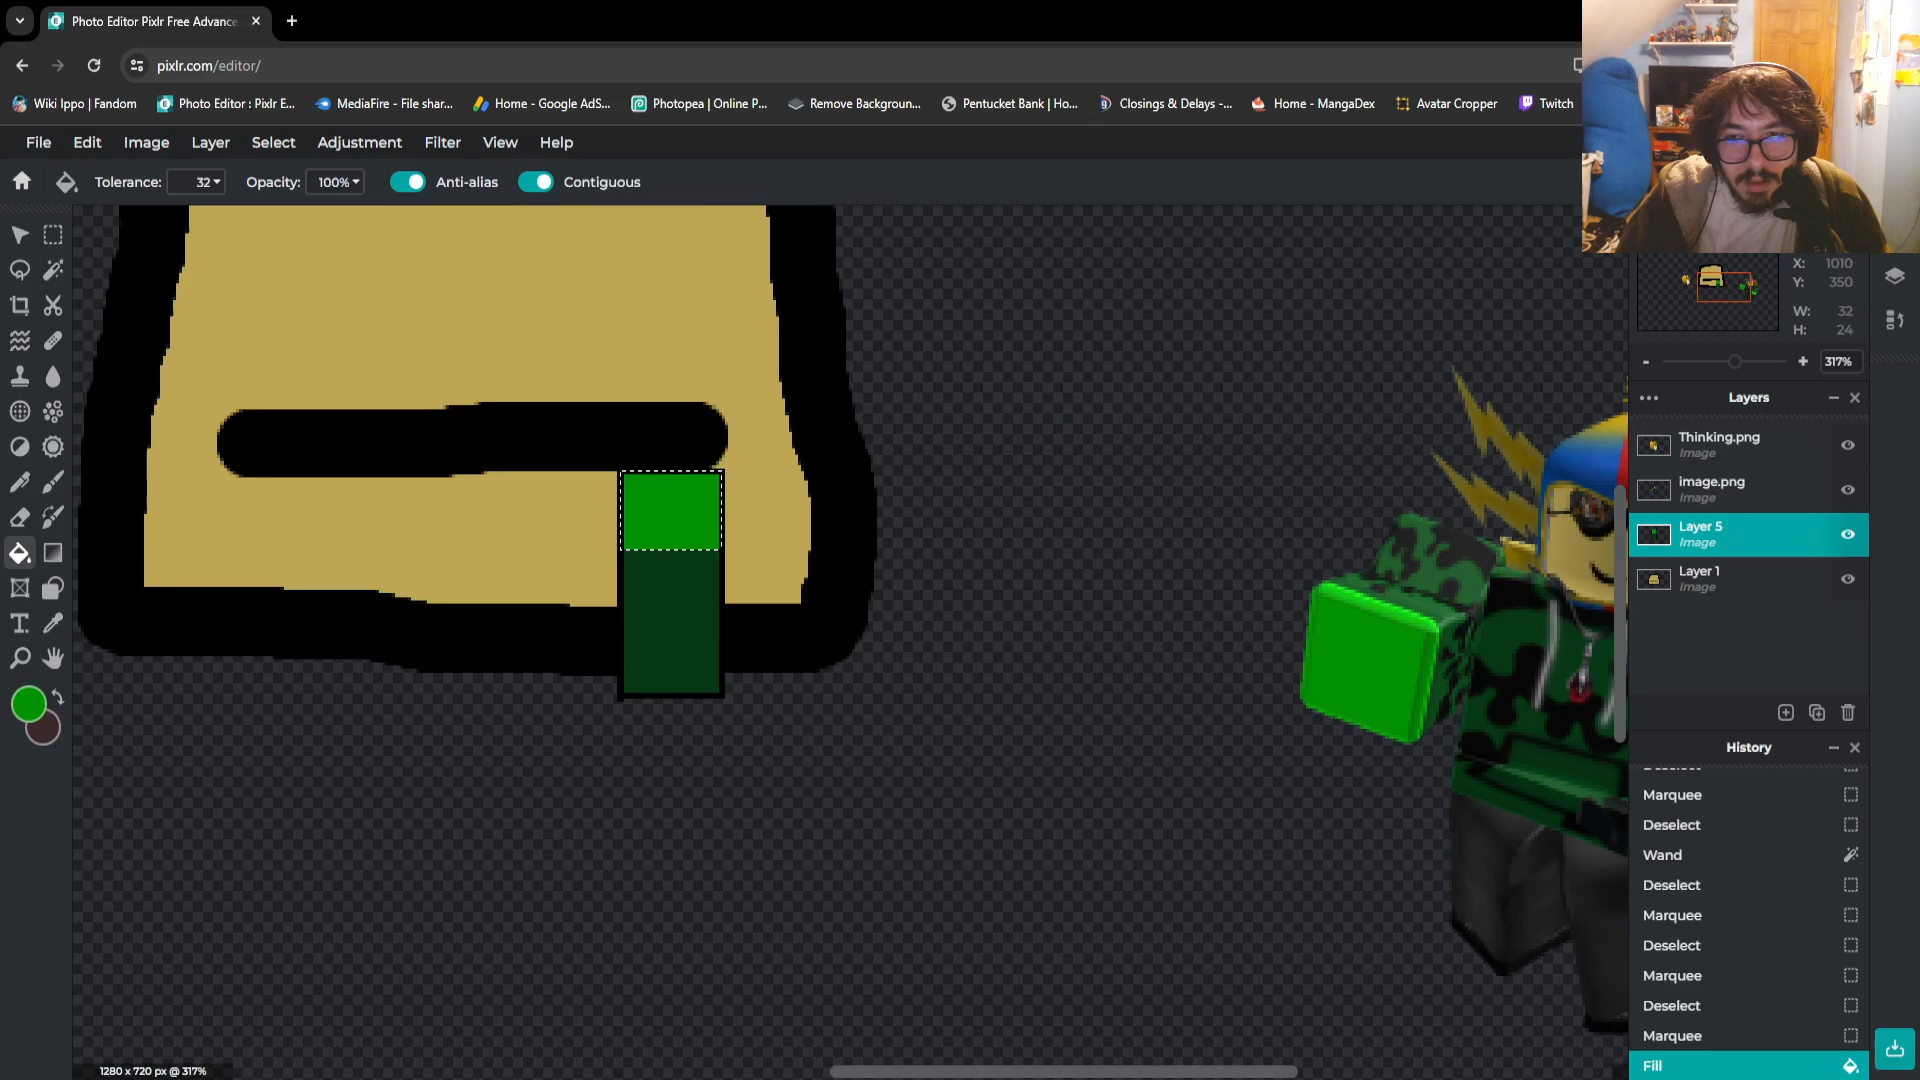 Photo Editor Pixlr Free Advance
pixlr.com/editor/
Wiki Ippo | Fandom
Photo Editor : Pixlr E...
MediaFire - File shar...
Home - Google AdS...
Photopea | Online P...
Remove Backgroun...
Pentucket Bank | Ho...
Closings & Delays -...
Home - MangaDex
Avatar Cropper
Twitch
File Edit Image Layer Select Adjustment Filter View Help
Tolerance: 32 Opacity: 100% Anti-alias Contiguous
X: 1010
Y: 350
W: 32
H: 24
317%
Layers
Thinking.png
Image
image.png
Image
Layer 5
Image
Layer 1
Image
History
Deselect
Marquee
Deselect
Wand
Deselect
Marquee
Deselect
Marquee
Deselect
Marquee
Fill
1280 x 720 px @ 317%